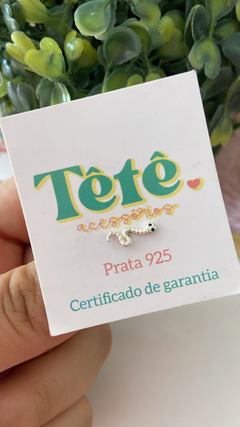 Têtê
acessórios
Prata 925
Certificado de garantia